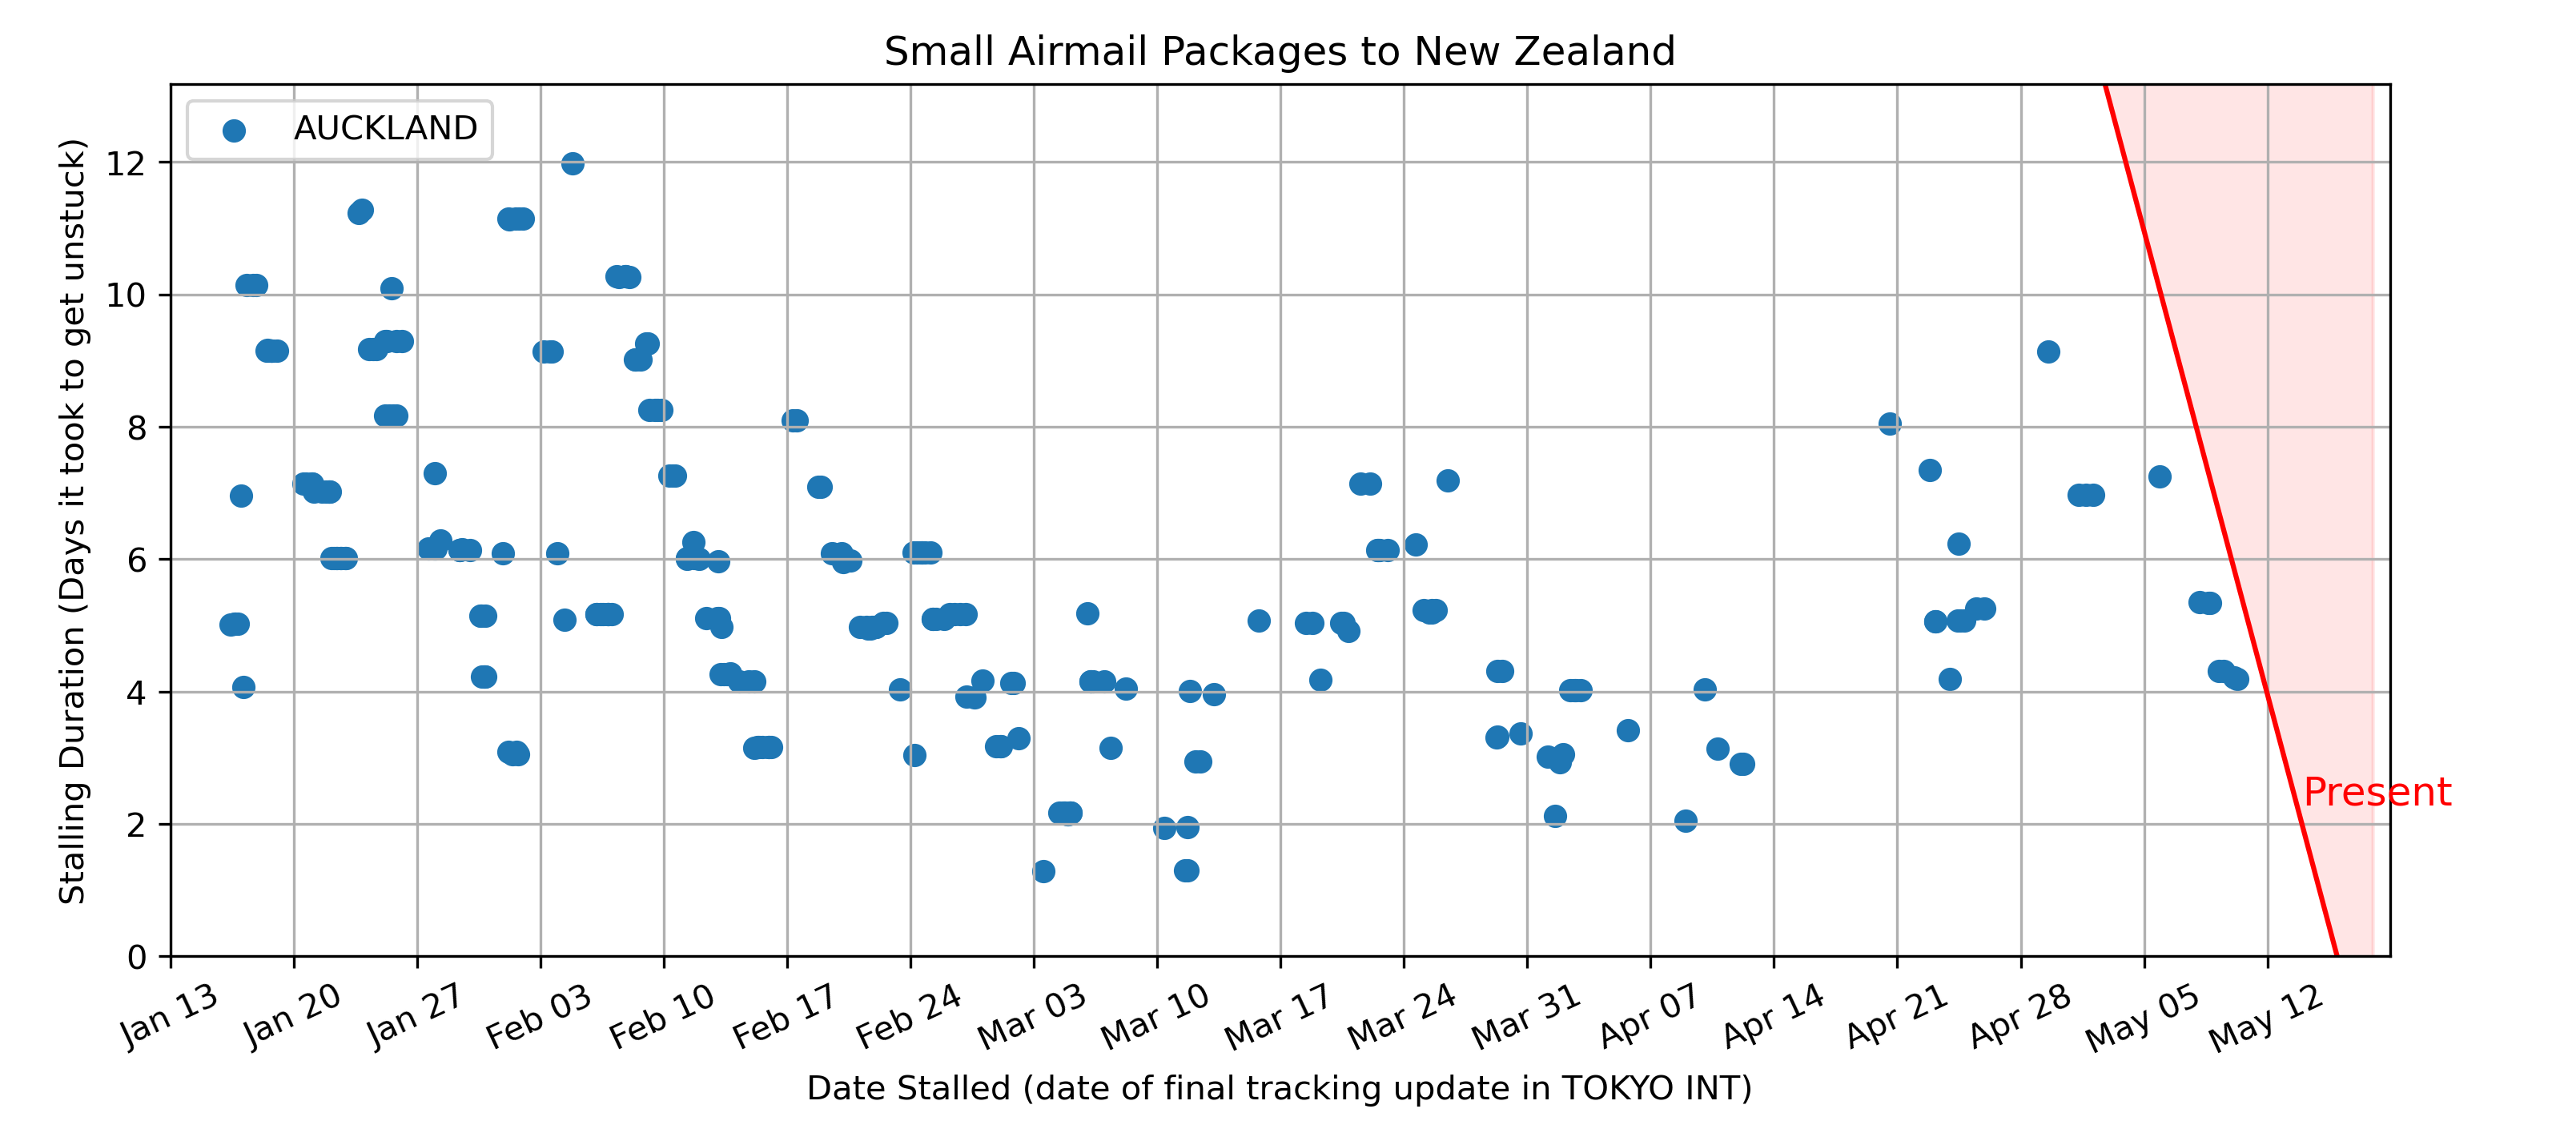 Small Airmail Packages to New Zealand
AUCKLAND
Stalling Duration (Days it took to get unstuck)
12
10
8
6
4
2
0
Present
Jan 13
Jan 20
Jan 27
Feb 03
Feb 10
Feb 17
Feb 24
Mar 03
Mar 10
Mar 17
Mar 24
Mar 31
Apr 07
Apr 14
Apr 21
Apr 28
May 05
May 12
Date Stalled (date of final tracking update in TOKYO INT)